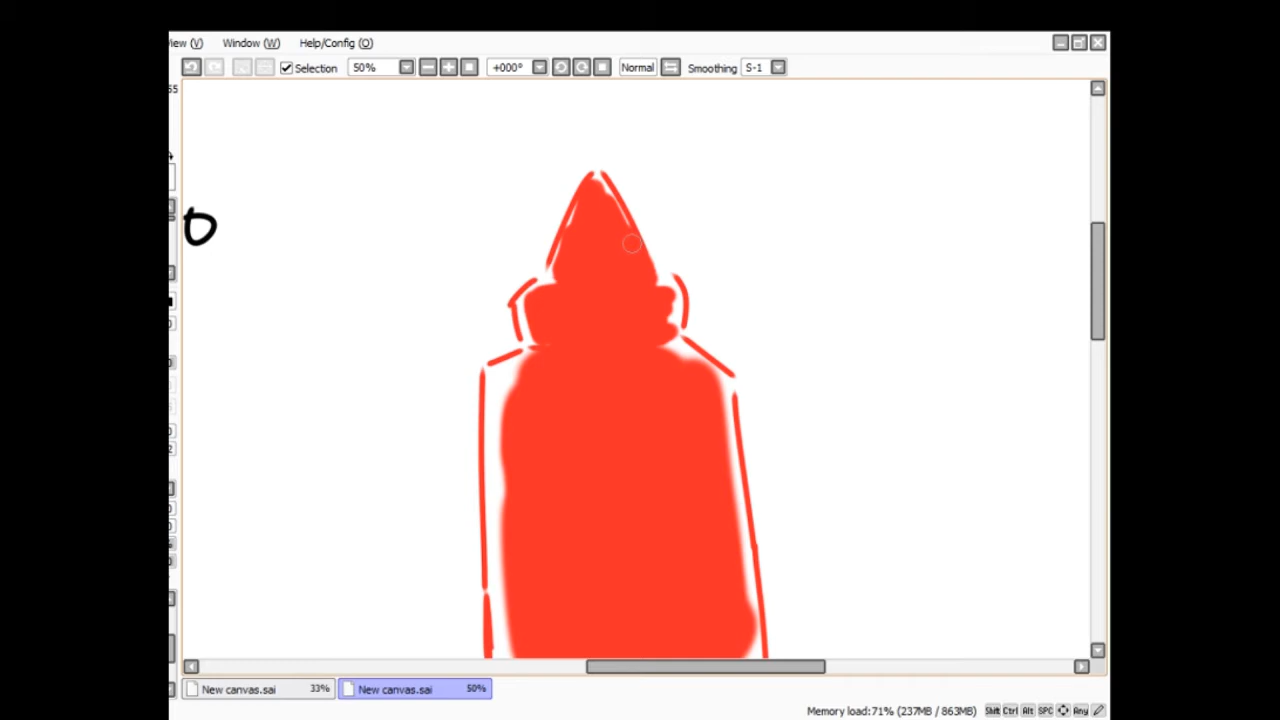 iew (V) Window (W) Help/Config (O)
Selection 50% +000° Normal Smoothing S-1
55
New canvas.sai 33% New canvas.sai 50%
Memory load: 71% (237MB / 863MB) Shift Ctrl Alt SPC Any